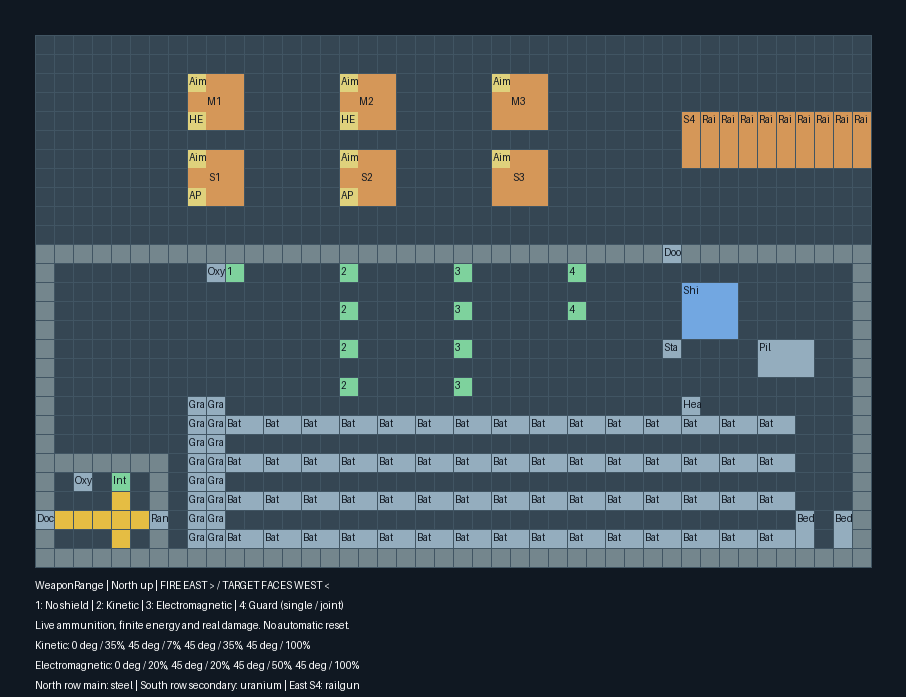 Aim Aim Aim
M1 M2 M3
HE HE S4 Rai Rai Rai Rai Rai Rai Rai Rai Rai
Aim Aim Aim
S1 S2 S3
AP AP
Doo
Oxy 1 2 3 4
Shi
2 3 4
2 3 Sta Pil
2 3
Gra Gra Hea
Gra Gra Bat Bat Bat Bat Bat Bat Bat Bat Bat Bat Bat Bat Bat Bat Bat
Gra Gra
Gra Gra Bat Bat Bat Bat Bat Bat Bat Bat Bat Bat Bat Bat Bat Bat Bat
Oxy Int Gra Gra
Gra Gra Bat Bat Bat Bat Bat Bat Bat Bat Bat Bat Bat Bat Bat Bat Bat
Doc Ran Gra Gra Bed Bed
Gra Gra Bat Bat Bat Bat Bat Bat Bat Bat Bat Bat Bat Bat Bat Bat Bat
WeaponRange | North up | FIRE EAST > / TARGET FACES WEST <
1: No shield | 2: Kinetic | 3: Electromagnetic | 4: Guard (single / joint)
Live ammunition, finite energy and real damage. No automatic reset.
Kinetic: 0 deg / 35%, 45 deg / 7%, 45 deg / 35%, 45 deg / 100%
Electromagnetic: 0 deg / 20%, 45 deg / 20%, 45 deg / 50%, 45 deg / 100%
North row main: steel | South row secondary: uranium | East S4: railgun